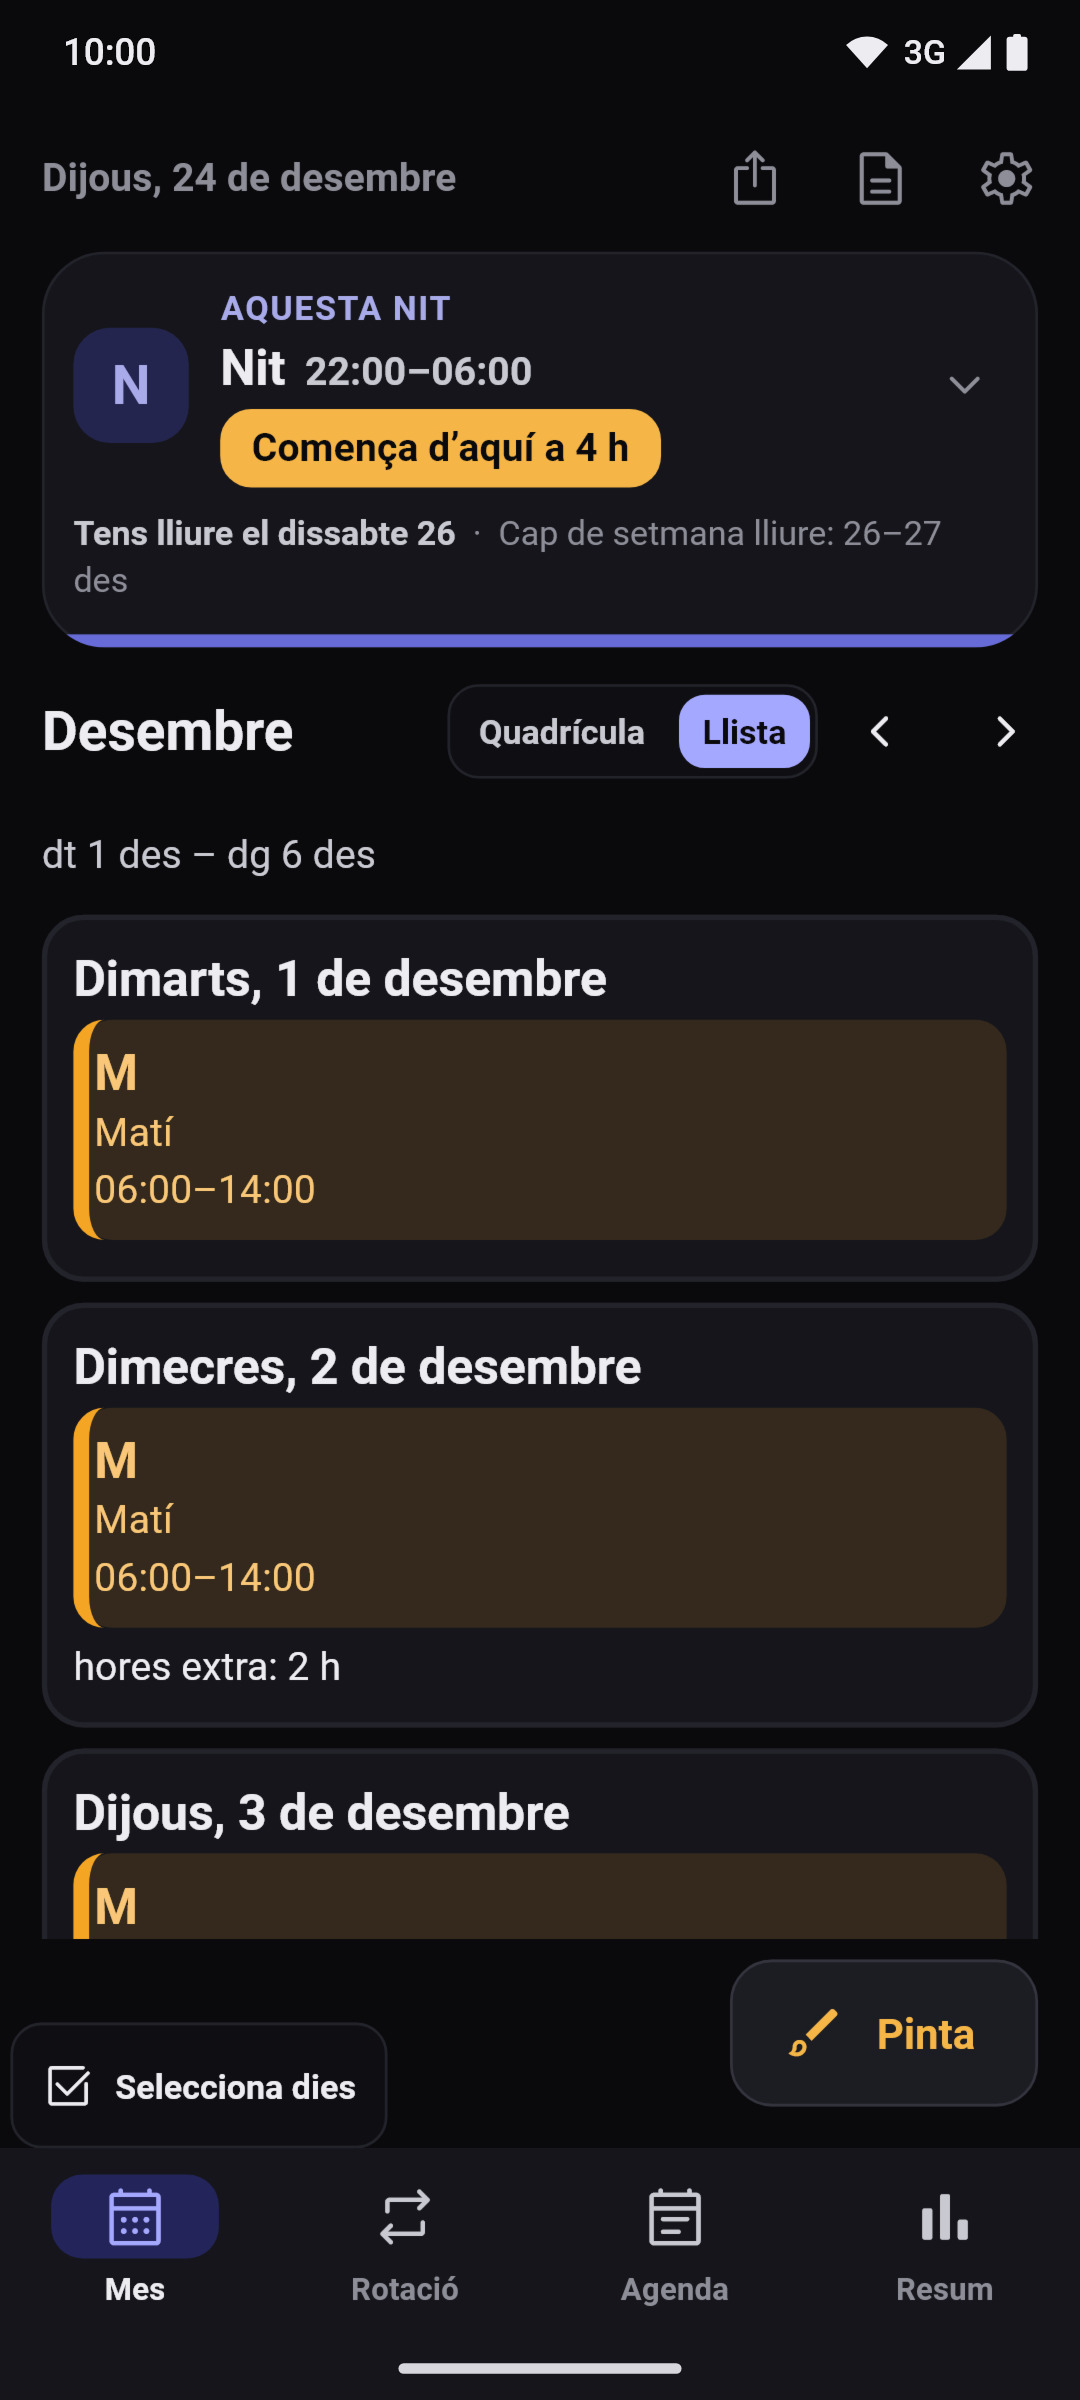 10:00
3G
Dijous, 24 de desembre
AQUESTA NIT
N
Nit 22:00–06:00
Comença d’aquí a 4 h
Tens lliure el dissabte 26 · Cap de setmana lliure: 26–27
des
Desembre
Quadrícula
Llista
dt 1 des – dg 6 des
Dimarts, 1 de desembre
M
Matí
06:00–14:00
Dimecres, 2 de desembre
M
Matí
06:00–14:00
hores extra: 2 h
Dijous, 3 de desembre
M
Pinta
Selecciona dies
Mes
Rotació
Agenda
Resum